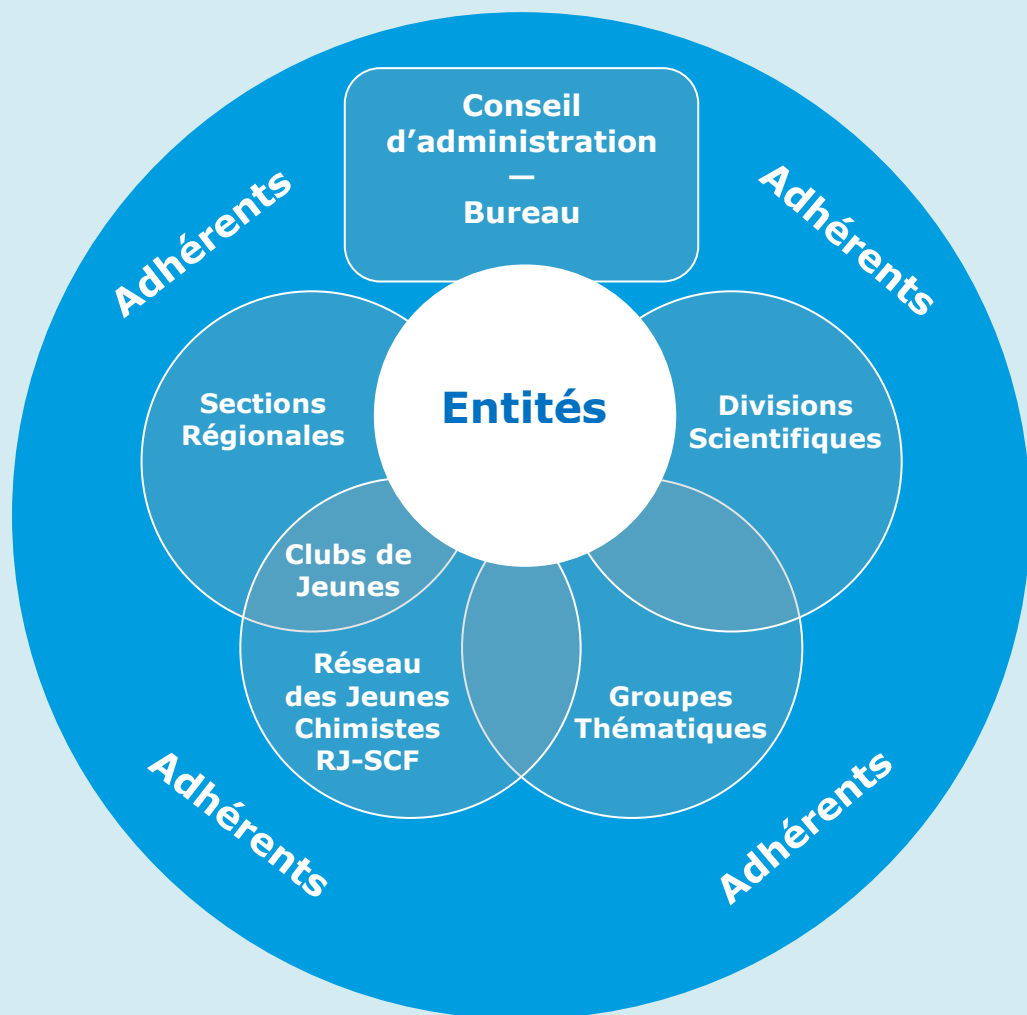 Conseil
d’administration
—
Bureau
Adhérents
Adhérents
Entités
Sections
Régionales
Divisions
Scientifiques
Clubs de
Jeunes
Réseau
des Jeunes
Chimistes
RJ–SCF
Groupes
Thématiques
Adhérents
Adhérents